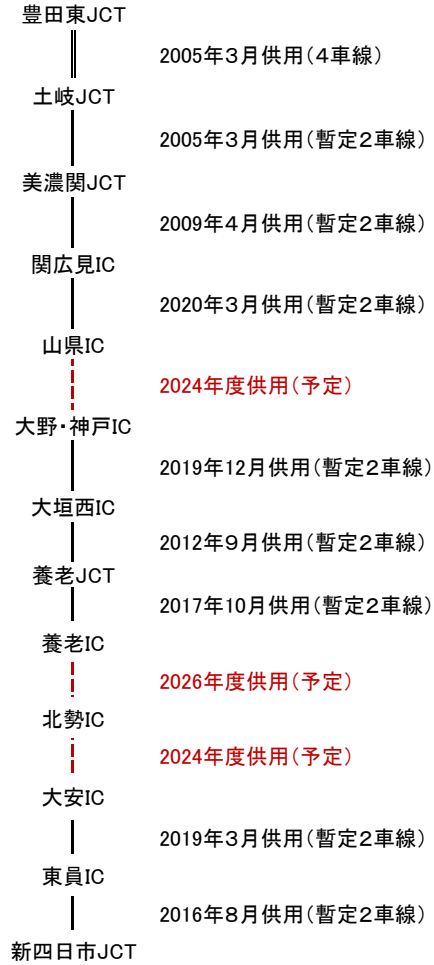 豊田東JCT
2005年3月供用（4車線）
土岐JCT
2005年3月供用（暫定2車線）
美濃関JCT
2009年4月供用（暫定2車線）
関広見IC
2020年3月供用（暫定2車線）
山県IC
2024年度供用（予定）
大野・神戸IC
2019年12月供用（暫定2車線）
大垣西IC
2012年9月供用（暫定2車線）
養老JCT
2017年10月供用（暫定2車線）
養老IC
2026年度供用（予定）
北勢IC
2024年度供用（予定）
大安IC
2019年3月供用（暫定2車線）
東員IC
2016年8月供用（暫定2車線）
新四日市JCT